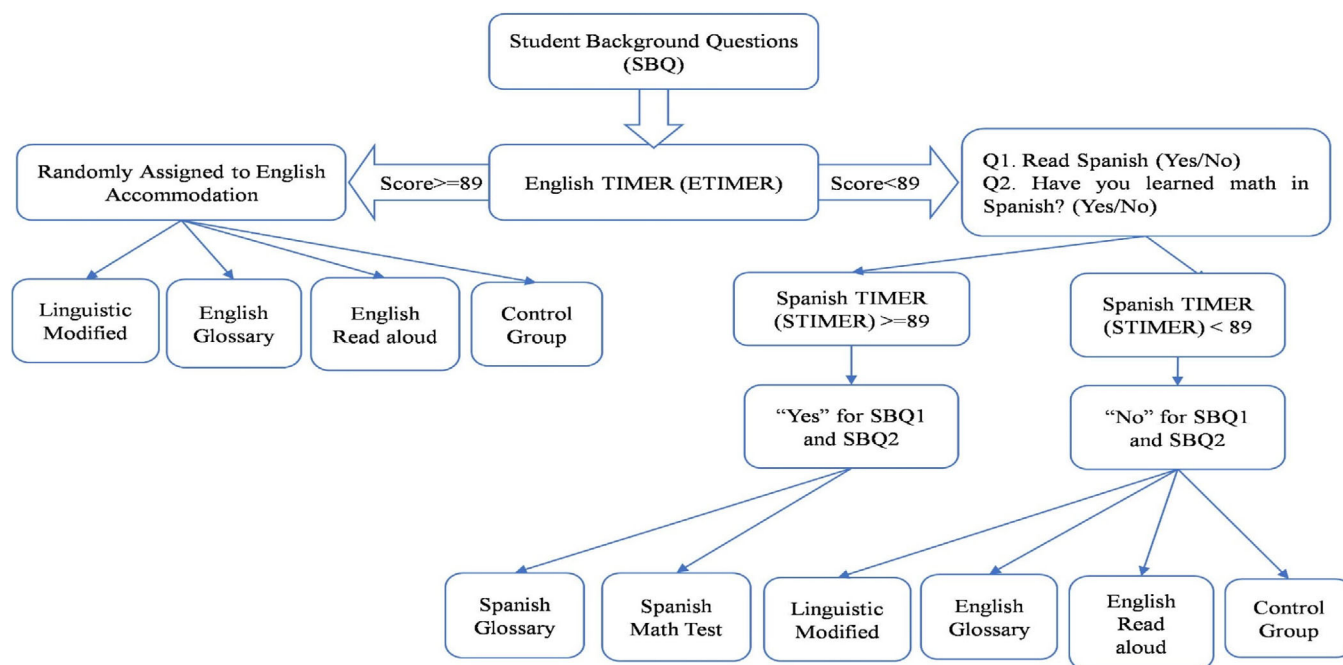 Student Background Questions
(SBQ)
Randomly Assigned to English
Accommodation
Score>=89
English TIMER (ETIMER)
Score<89
Q1. Read Spanish (Yes/No)
Q2. Have you learned math in
Spanish? (Yes/No)
Linguistic
Modified
English
Glossary
English
Read aloud
Control
Group
Spanish TIMER
(STIMER) >=89
Spanish TIMER
(STIMER) < 89
“Yes” for SBQ1
and SBQ2
“No” for SBQ1
and SBQ2
Spanish
Glossary
Spanish
Math Test
Linguistic
Modified
English
Glossary
English
Read
aloud
Control
Group